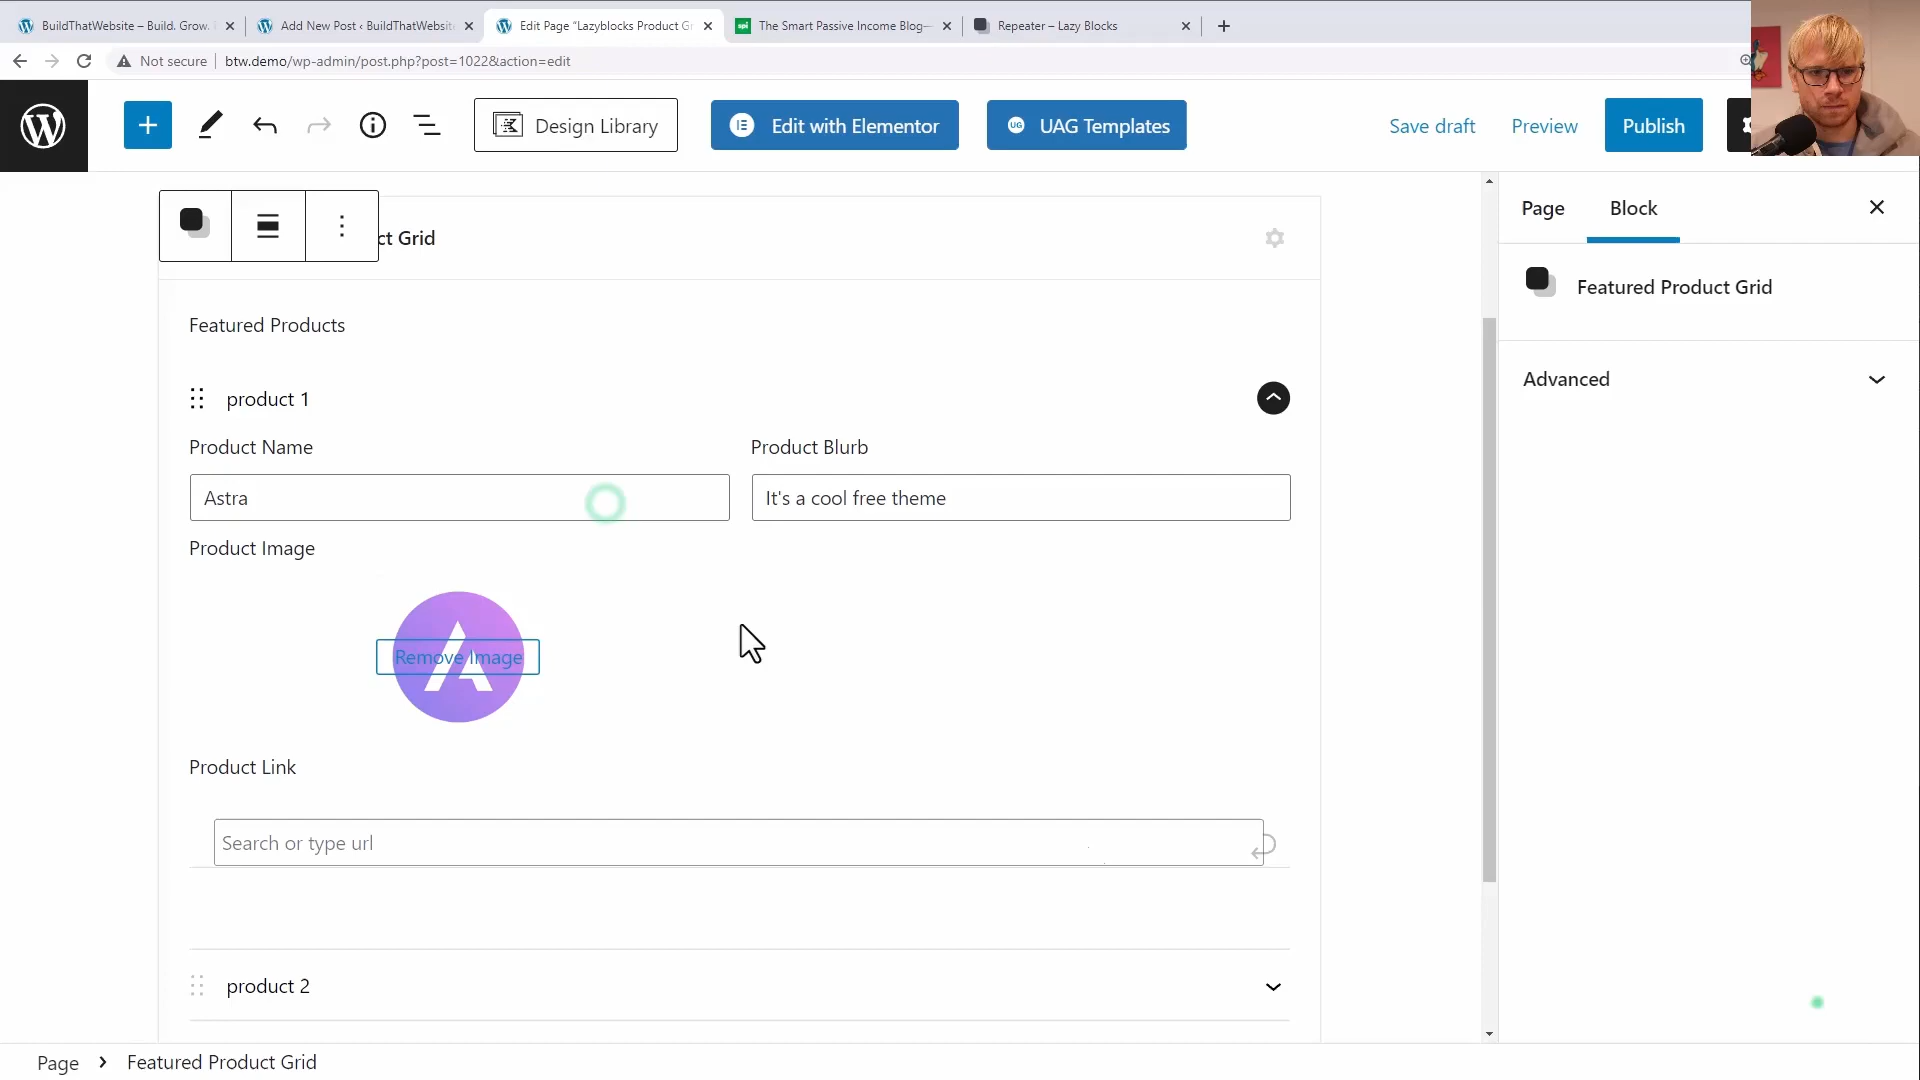 BuildThatWebsite – Build. Grow.
Add New Post ‹ BuildThatWebsite
Edit Page “Lazyblocks Product Gr
spi
The Smart Passive Income Blog—
Repeater – Lazy Blocks
Not secure
btw.demo/wp-admin/post.php?post=1022&action=edit
Design Library
Edit with Elementor
UG
UAG Templates
Save draft
Preview
Publish
ct Grid
Page
Block
Featured Product Grid
Featured Products
Advanced
product 1
Product Name
Product Blurb
Astra
It's a cool free theme
Product Image
Remove Image
Product Link
Search or type url
product 2
Page
Featured Product Grid